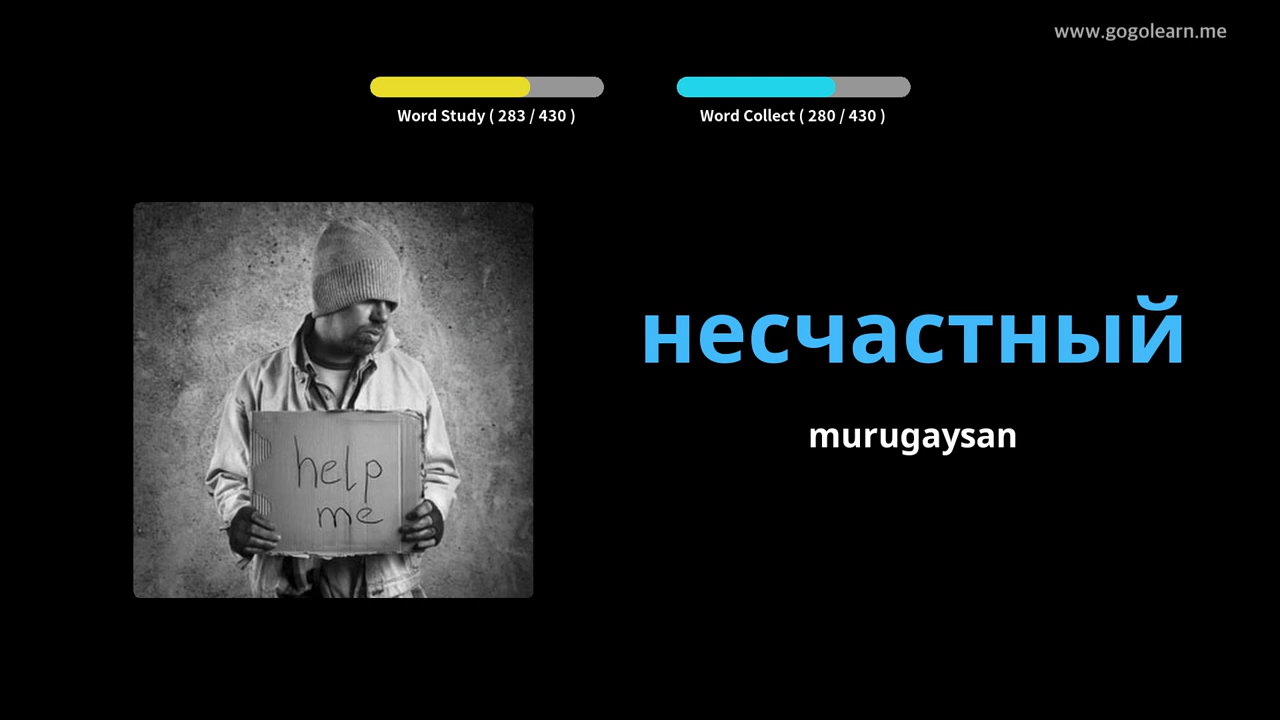 www.gogolearn.me
Word Study ( 283 / 430 )
Word Collect ( 280 / 430 )
несчастный
murugaysan
help
me